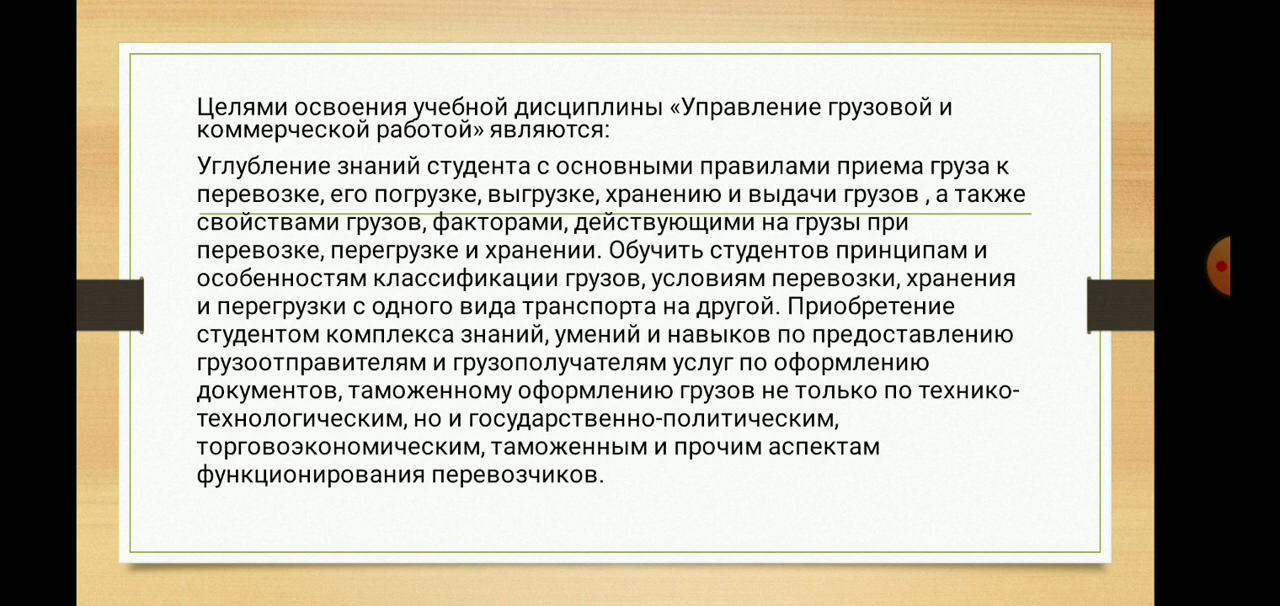 Целями освоения учебной дисциплины «Управление грузовой и
коммерческой работой» являются:
Углубление знаний студента с основными правилами приема груза к
перевозке, его погрузке, выгрузке, хранению и выдачи грузов , а также
свойствами грузов, факторами, действующими на грузы при
перевозке, перегрузке и хранении. Обучить студентов принципам и
особенностям классификации грузов, условиям перевозки, хранения
и перегрузки с одного вида транспорта на другой. Приобретение
студентом комплекса знаний, умений и навыков по предоставлению
грузоотправителям и грузополучателям услуг по оформлению
документов, таможенному оформлению грузов не только по технико-
технологическим, но и государственно-политическим,
торговоэкономическим, таможенным и прочим аспектам
функционирования перевозчиков.